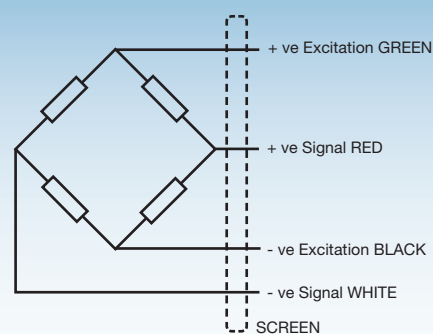 + ve Excitation GREEN
+ ve Signal RED
- ve Excitation BLACK
- ve Signal WHITE
SCREEN